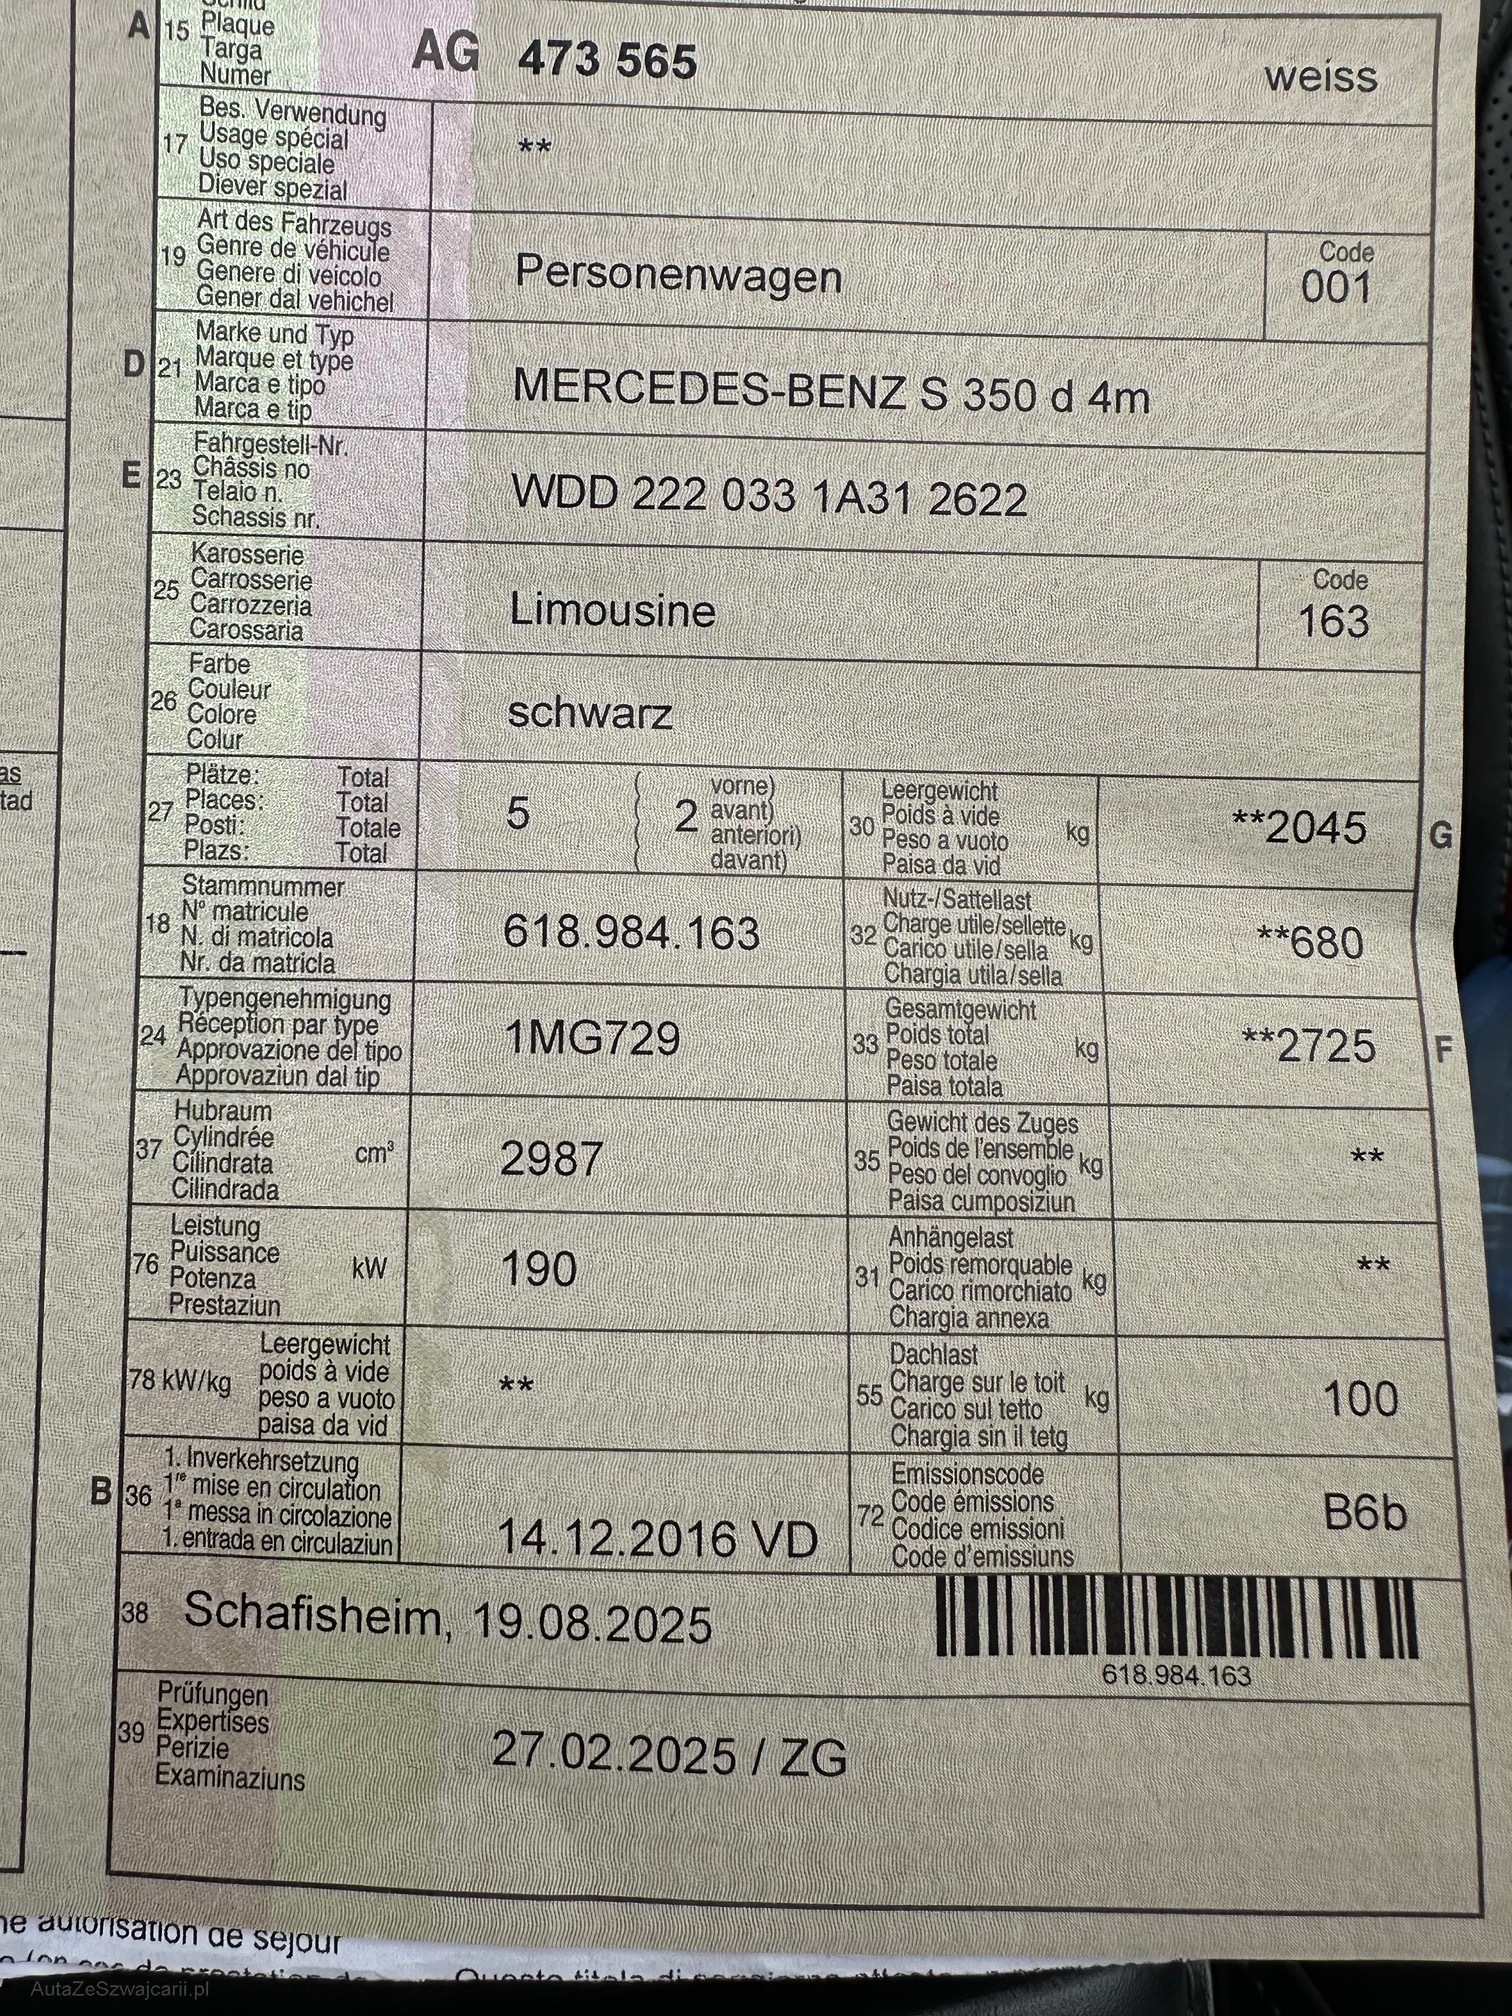 A 15 Schild
Plaque
Targa
Numer
AG 473 565 weiss
17 Bes. Verwendung
Usage spécial
Uso speciale
Diever spezial
**
19 Art des Fahrzeugs
Genre de véhicule
Genere di veicolo
Gener dal vehichel
Personenwagen
Code
001
D 21 Marke und Typ
Marque et type
Marca e tipo
Marca e tip
MERCEDES-BENZ S 350 d 4m
E 23 Fahrgestell-Nr.
Châssis no
Telaio n.
Schassis nr.
WDD 222 033 1A31 2622
25 Karosserie
Carrosserie
Carrozzeria
Carossaria
Limousine
Code
163
26 Farbe
Couleur
Colore
Colur
schwarz
27 Plätze: Total
Places: Total
Posti: Totale
Plazs: Total
5
2 vorne)
avant)
anteriori)
davant)
30 Leergewicht
Poids à vide
Peso a vuoto
Paisa da vid
kg
**2045
G
18 Stammnummer
N° matricule
N. di matricola
Nr. da matricla
618.984.163
32 Nutz-/Sattellast
Charge utile/sellette
Carico utile/sella
Chargia utila/sella
kg
**680
24 Typengenehmigung
Réception par type
Approvazione del tipo
Approvaziun dal tip
1MG729
33 Gesamtgewicht
Poids total
Peso totale
Paisa totala
kg
**2725
F
37 Hubraum
Cylindrée
Cilindrata
Cilindrada
cm³
2987
35 Gewicht des Zuges
Poids de l'ensemble
Peso del convoglio
Paisa cumposiziun
kg
**
76 Leistung
Puissance
Potenza
Prestaziun
kW
190
31 Anhängelast
Poids remorquable
Carico rimorchiato
Chargia annexa
kg
**
78 kW/kg
Leergewicht
poids à vide
peso a vuoto
paisa da vid
**
55 Dachlast
Charge sur le toit
Carico sul tetto
Chargia sin il tetg
kg
100
B 36 1. Inverkehrsetzung
1re mise en circulation
1a messa in circolazione
1. entrada en circulaziun
14.12.2016 VD
72 Emissionscode
Code émissions
Codice emissioni
Code d'emissiuns
B6b
38 Schafisheim, 19.08.2025
618.984.163
39 Prüfungen
Expertises
Perizie
Examinaziuns
27.02.2025 / ZG
as
tad
ne autorisation de séjour
AutaZeSzwajcarii.pl